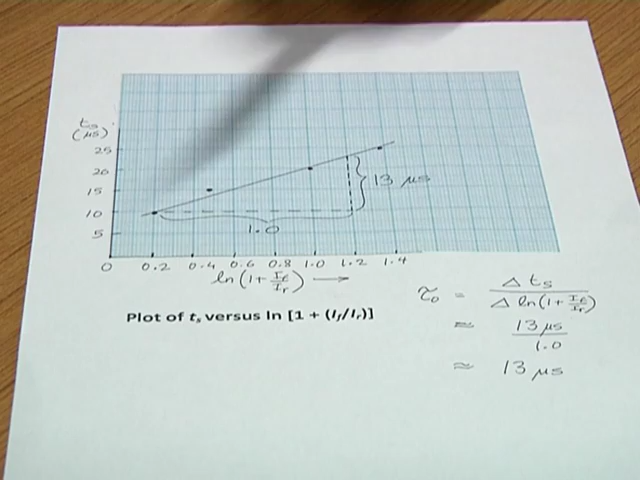 ts
(μs)
25
20
15
10
5
0
0.2 0.4 0.6 0.8 1.0 1.2 1.4
13 μs
1.0
ln(1+If/Ir) →
Plot of ts versus ln [1 + (If/Ir)]
τo = Δts / Δln(1+If/Ir)
≈ 13 μs / 1.0
≈ 13 μs